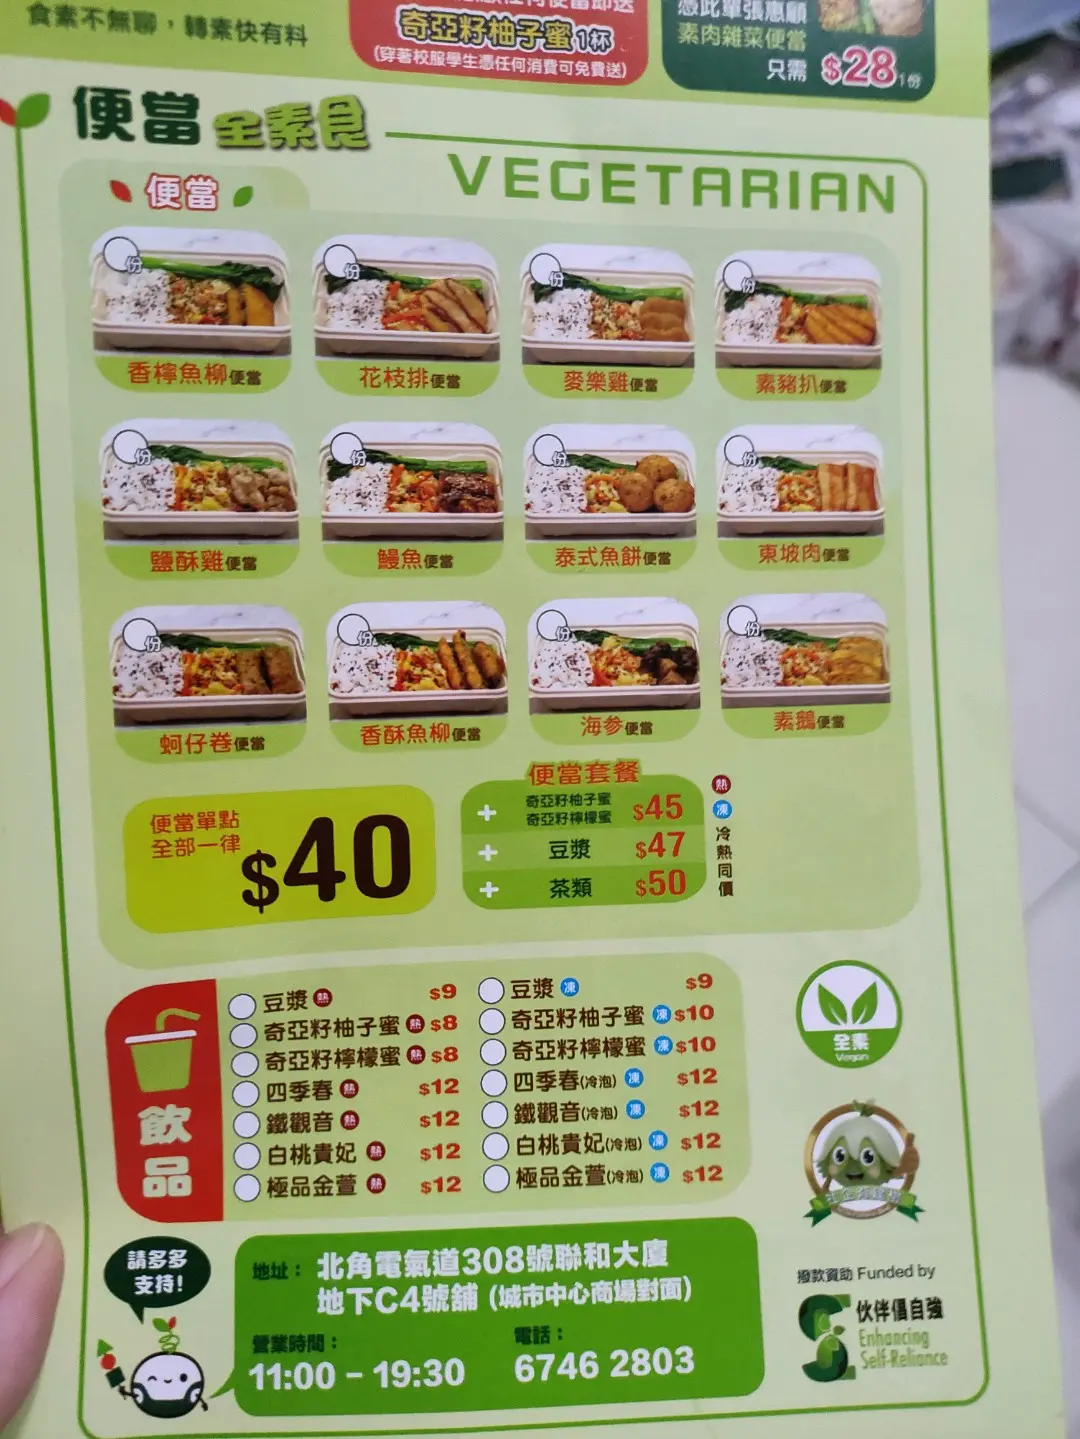 食素不無聊，轉素快有料
奇亞籽柚子蜜1杯
(穿著校服學生憑任何消費可免費送)
憑此單張惠顧
素肉雜菜便當
只需 $28 1份
便當 全素食
VEGETARIAN
便當
份 份 份 份
香檸魚柳便當 花枝排便當 麥樂雞便當 素豬扒便當
份 份 份 份
鹽酥雞便當 鰻魚便當 泰式魚餅便當 東坡肉便當
份 份 份 份
蚵仔卷便當 香酥魚柳便當 海參便當 素鵝便當
便當單點
全部一律
$40
便當套餐
+ 奇亞籽柚子蜜
奇亞籽檸檬蜜 $45
+ 豆漿 $47
+ 茶類 $50
熱
凍
冷熱同價
飲品
豆漿 熱 $9
奇亞籽柚子蜜 熱 $8
奇亞籽檸檬蜜 熱 $8
四季春 熱 $12
鐵觀音 熱 $12
白桃貴妃 熱 $12
極品金萱 熱 $12
豆漿 凍 $9
奇亞籽柚子蜜 凍 $10
奇亞籽檸檬蜜 凍 $10
四季春(冷泡) 凍 $12
鐵觀音(冷泡) 凍 $12
白桃貴妃(冷泡) 凍 $12
極品金萱(冷泡) 凍 $12
全素
Vegan
請多多
支持!
地址： 北角電氣道308號聯和大廈
地下C4號舖 (城市中心商場對面)
營業時間：
11:00 - 19:30
電話：
6746 2803
撥款資助 Funded by
伙伴倡自強
Enhancing
Self-Reliance